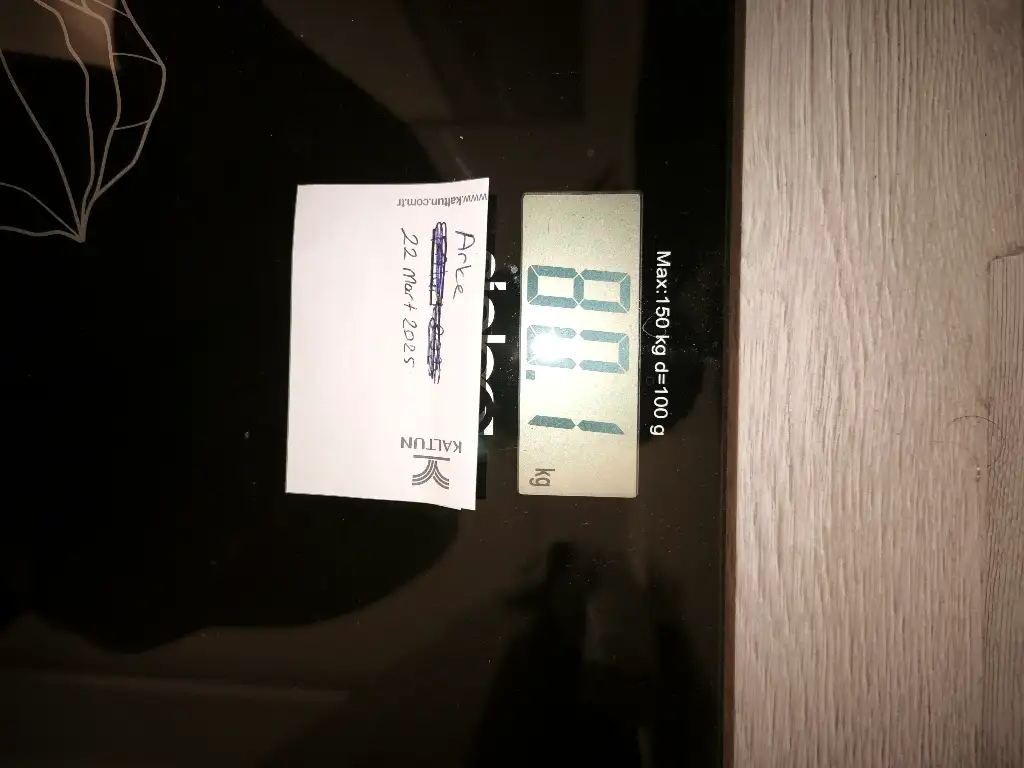 Max:150 kg d=100 g
80.1 kg
www.kaltun.com.tr
Arke
22 Mart 2025
KALTUN